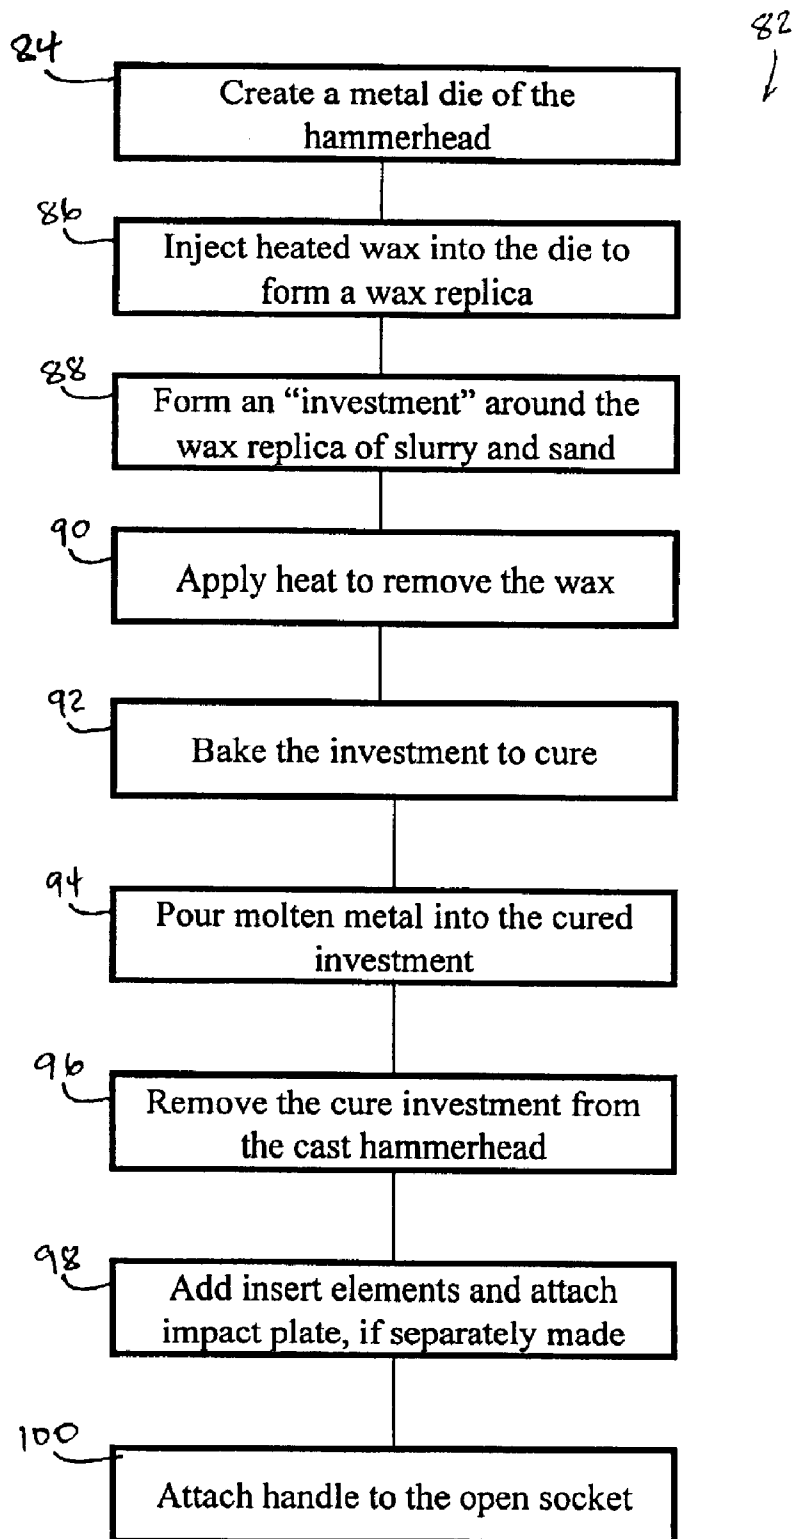 82
84
Create a metal die of the
hammerhead
86
Inject heated wax into the die to
form a wax replica
88
Form an “investment” around the
wax replica of slurry and sand
90
Apply heat to remove the wax
92
Bake the investment to cure
94
Pour molten metal into the cured
investment
96
Remove the cure investment from
the cast hammerhead
98
Add insert elements and attach
impact plate, if separately made
100
Attach handle to the open socket